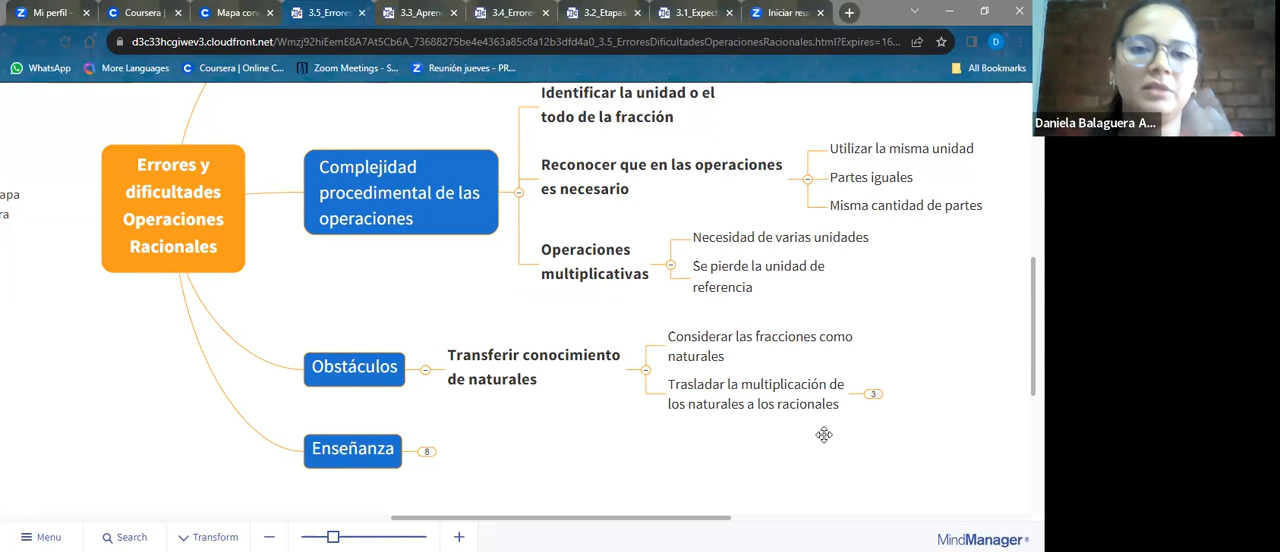 Mi perfil -
Coursera |
Mapa con
3.5_Errores
3.3_Apren
3.4_Errore
3.2_Etapas
3.1_Expect
Iniciar reu
d3c33hcgiwev3.cloudfront.net/Wmzj92hiEemE8A7At5Cb6A_73688275be4e4363a85c8a12b3dfd4a0_3.5_ErroresDificultadesOperacionesRacionales.html?Expires=16...
D
WhatsApp
More Languages
Coursera | Online C...
Zoom Meetings - S...
Reunión jueves - PR...
All Bookmarks
Daniela Balaguera A...
apa
ra
Errores y
dificultades
Operaciones
Racionales
Complejidad
procedimental de las
operaciones
Identificar la unidad o el
todo de la fracción
Reconocer que en las operaciones
es necesario
Utilizar la misma unidad
Partes iguales
Misma cantidad de partes
Operaciones
multiplicativas
Necesidad de varias unidades
Se pierde la unidad de
referencia
Obstáculos
Transferir conocimiento
de naturales
Considerar las fracciones como
naturales
Trasladar la multiplicación de
los naturales a los racionales
3
Enseñanza
8
Menu
Search
Transform
MindManager®